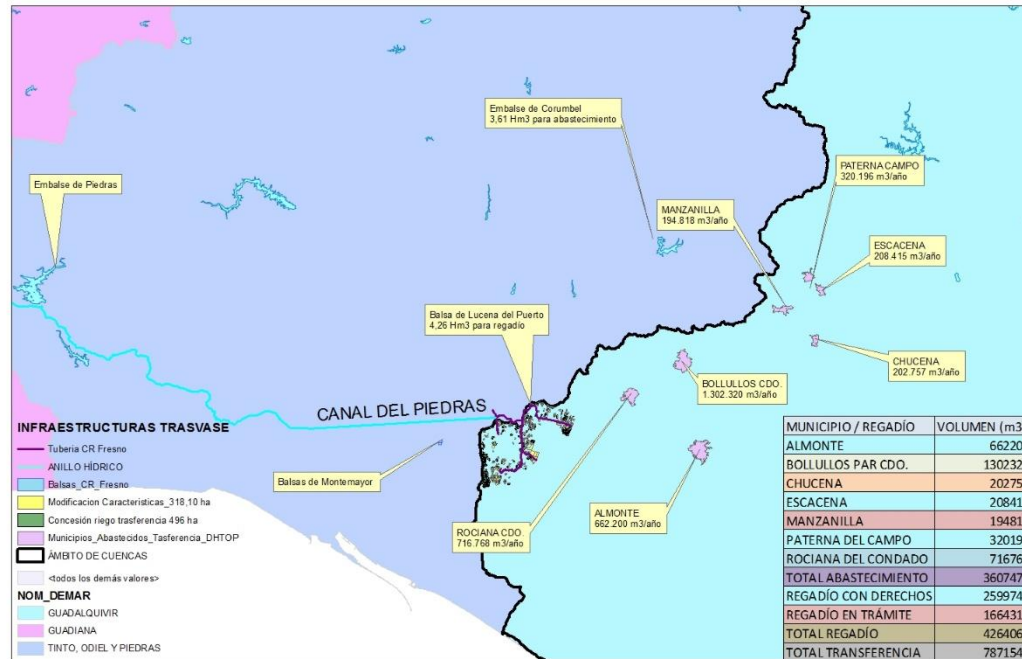 Embalse de Corumbel
3,61 Hm3 para abastecimiento
PATERNA CAMPO
320.196 m3/año
Embalse de Piedras
MANZANILLA
194.818 m3/año
ESCACENA
208.415 m3/año
Balsa de Lucena del Puerto
4,26 Hm3 para regadío
CHUCENA
202.757 m3/año
BOLLULLOS CDO.
1.302.320 m3/año
CANAL DEL PIEDRAS
Balsas de Montemayor
ROCIANA CDO.
716.768 m3/año
ALMONTE
662.200 m3/año
INFRAESTRUCTURAS TRASVASE
Tuberia CR Fresno
ANILLO HÍDRICO
Balsas_CR_Fresno
Modificacion Caracteristicas_318,10 ha
Concesión riego trasferencia 496 ha
Municipios_Abastecidos_Tasferencia_DHTOP
ÁMBITO DE CUENCAS
<todos los demás valores>
NOM_DEMAR
GUADALQUIVIR
GUADIANA
TINTO, ODIEL Y PIEDRAS
MUNICIPIO / REGADÍO VOLUMEN (m3
ALMONTE 66220
BOLLULLOS PAR CDO. 130232
CHUCENA 20275
ESCACENA 20841
MANZANILLA 19481
PATERNA DEL CAMPO 32019
ROCIANA DEL CONDADO 71676
TOTAL ABASTECIMIENTO 360747
REGADÍO CON DERECHOS 259974
REGADÍO EN TRÁMITE 166431
TOTAL REGADÍO 426406
TOTAL TRANSFERENCIA 787154